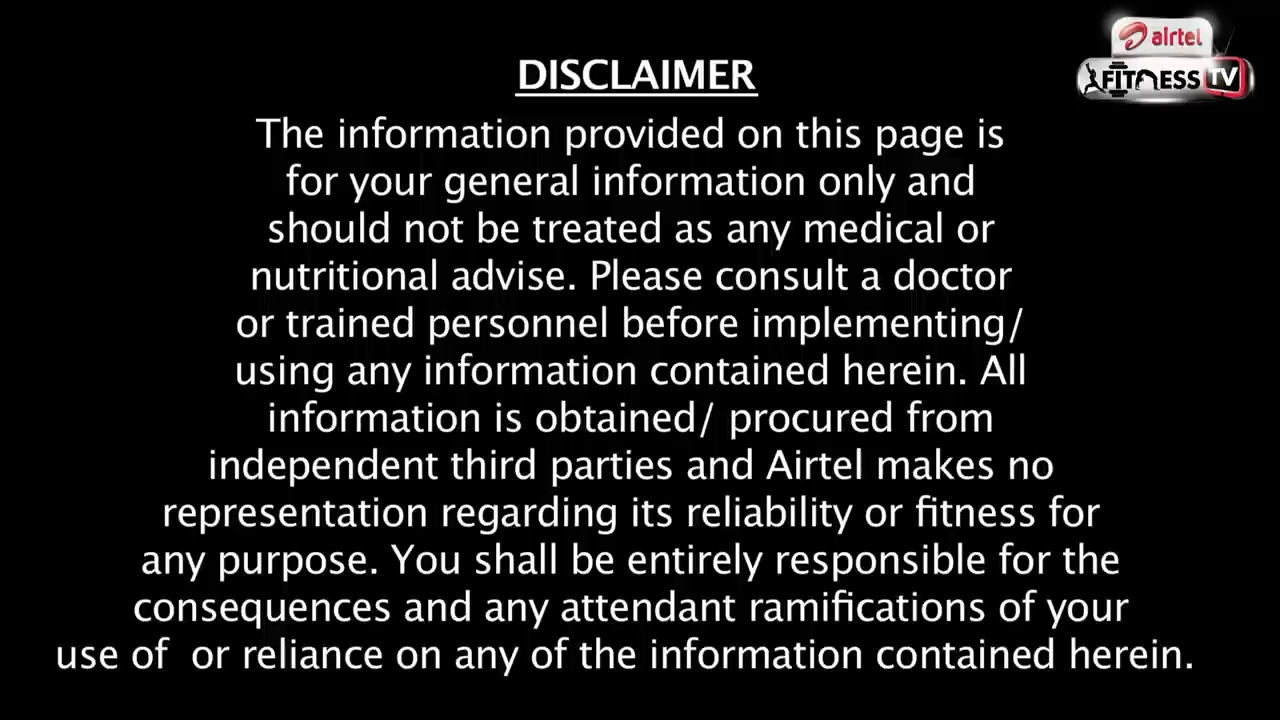 airtel
FITNESS TV
DISCLAIMER
The information provided on this page is
for your general information only and
should not be treated as any medical or
nutritional advise. Please consult a doctor
or trained personnel before implementing/
using any information contained herein. All
information is obtained/ procured from
independent third parties and Airtel makes no
representation regarding its reliability or fitness for
any purpose. You shall be entirely responsible for the
consequences and any attendant ramifications of your
use of  or reliance on any of the information contained herein.